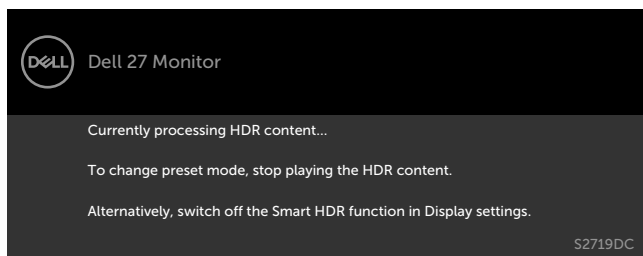 DELL Dell 27 Monitor
Currently processing HDR content...
To change preset mode, stop playing the HDR content.
Alternatively, switch off the Smart HDR function in Display settings.
S2719DC